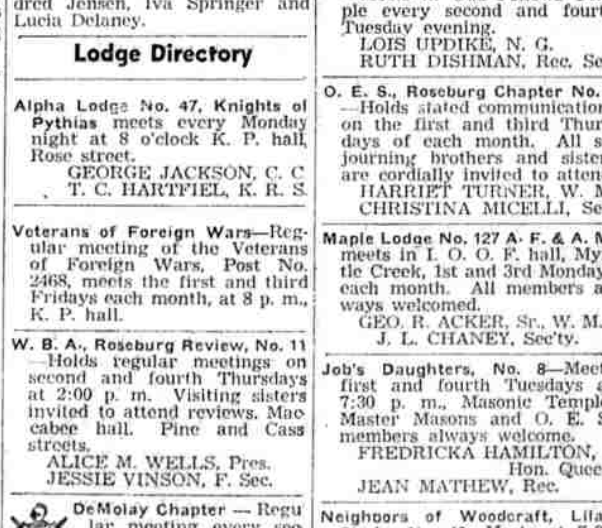 dred Jensen, Iva Springer and
Lucia Delaney.
Lodge Directory
Alpha Lodge No. 47, Knights of
Pythias meets every Monday
night at 8 o'clock K. P. hall,
Rose street.
GEORGE JACKSON, C. C
T. C. HARTFIEL, K. R. S.
Veterans of Foreign Wars—Reg-
ular meeting of the Veterans
of Foreign Wars, Post No.
2468, meets the first and third
Fridays each month, at 8 p. m.,
K. P. hall.
W. B. A., Roseburg Review, No. 11
—Holds regular meetings on
second and fourth Thursdays
at 2:00 p. m. Visiting sisters
invited to attend reviews. Mac-
cabee hall. Pine and Cass
streets.
ALICE M. WELLS, Pres.
JESSIE VINSON, F. Sec.
DeMolay Chapter — Regu
lar meeting every sec-
ple every second and fourt
Tuesday evening.
LOIS UPDIKE, N. G.
RUTH DISHMAN, Rec. Se
O. E. S., Roseburg Chapter No.
—Holds stated communication
on the first and third Thur
days of each month. All s
journing brothers and sister
are cordially invited to atten
HARRIET TURNER, W. M
CHRISTINA MICELLI, Se
Maple Lodge No. 127 A. F. & A. M
meets in I. O. O. F. hall, My
tle Creek, 1st and 3rd Monday
each month. All members a
ways welcomed.
GEO. R. ACKER, Sr., W. M.
J. L. CHANEY, Sec'ty.
Job's Daughters, No. 8—Meet
first and fourth Tuesdays a
7:30 p. m., Masonic Temple
Master Masons and O. E. S
members always welcome.
FREDRICKA HAMILTON,
Hon. Quee
JEAN MATHEW, Rec.
Neighbors of Woodcraft, Lila